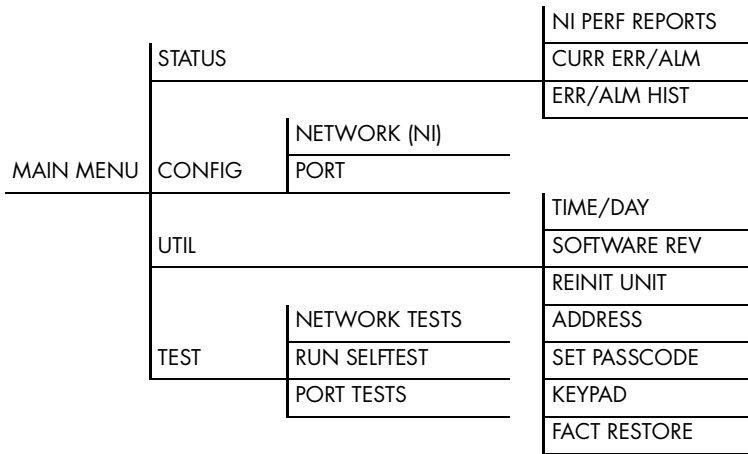 NI PERF REPORTS
STATUS
CURR ERR/ALM
ERR/ALM HIST
NETWORK (NI)
MAIN MENU
CONFIG
PORT
TIME/DAY
UTIL
SOFTWARE REV
REINIT UNIT
NETWORK TESTS
ADDRESS
TEST
RUN SELFTEST
SET PASSCODE
PORT TESTS
KEYPAD
FACT RESTORE